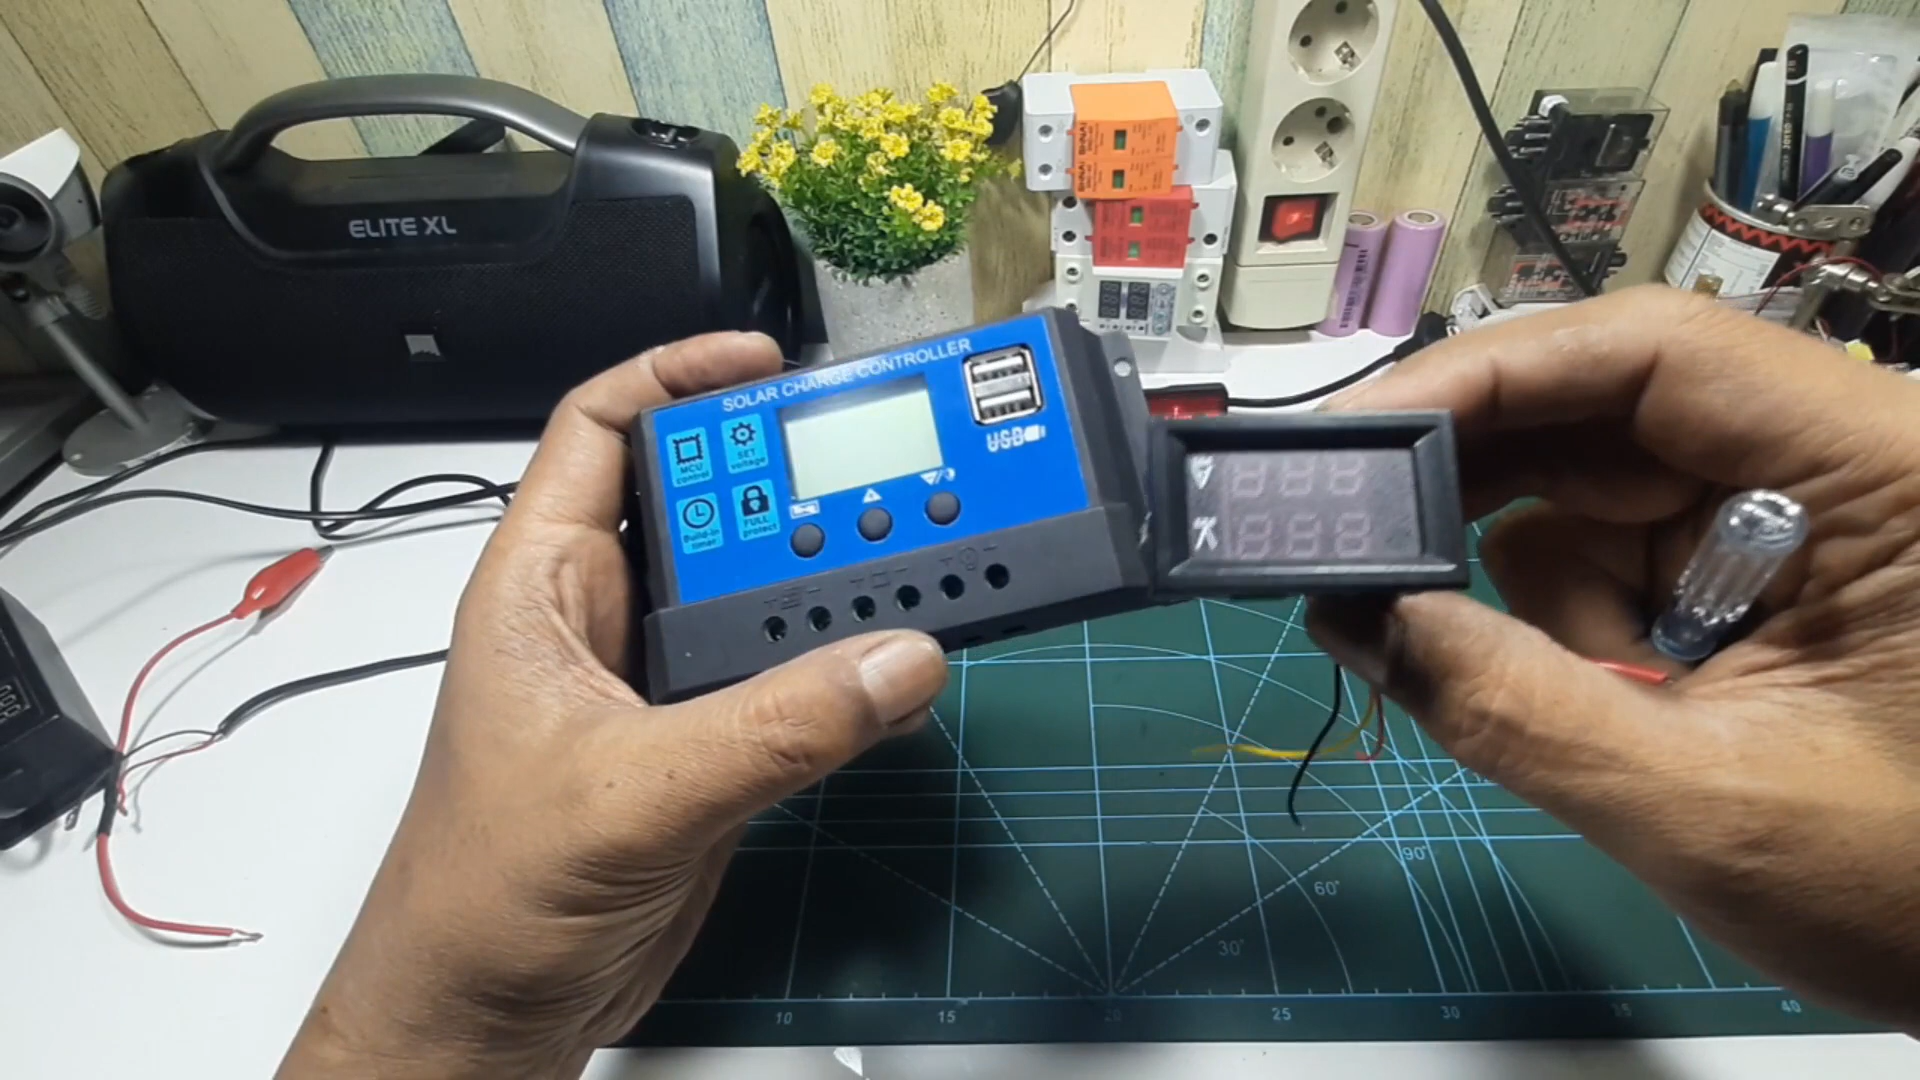 ELITE XL
SOLAR CHARGE CONTROLLER
MCU
control
SET
voltage
Build-in
timer
FULL
protect
USB
90°
60°
30°
10
15
20
25
30
35
40